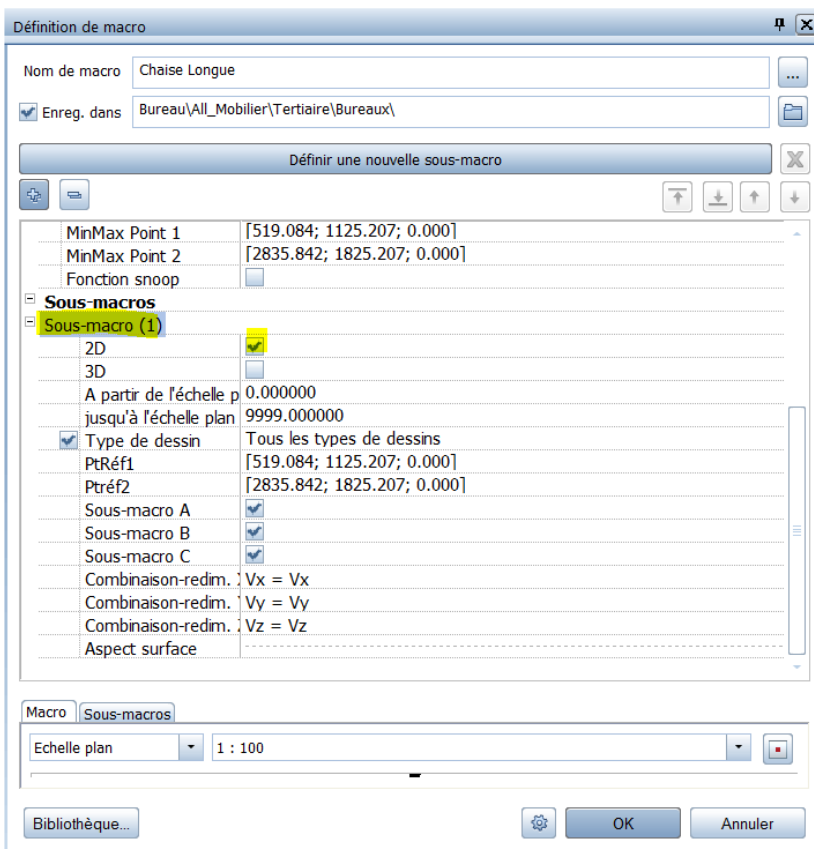 Définition de macro
Nom de macro Chaise Longue ...
Enreg. dans Bureau\All_Mobilier\Tertiaire\Bureaux\
Définir une nouvelle sous-macro
MinMax Point 1 [519.084; 1125.207; 0.000]
MinMax Point 2 [2835.842; 1825.207; 0.000]
Fonction snoop
Sous-macros
Sous-macro (1)
2D
3D
A partir de l'échelle p 0.000000
jusqu'à l'échelle plan 9999.000000
Type de dessin Tous les types de dessins
PtRéf1 [519.084; 1125.207; 0.000]
Ptréf2 [2835.842; 1825.207; 0.000]
Sous-macro A
Sous-macro B
Sous-macro C
Combinaison-redim. Vx = Vx
Combinaison-redim. Vy = Vy
Combinaison-redim. Vz = Vz
Aspect surface
Macro Sous-macros
Echelle plan 1 : 100
Bibliothèque... OK Annuler